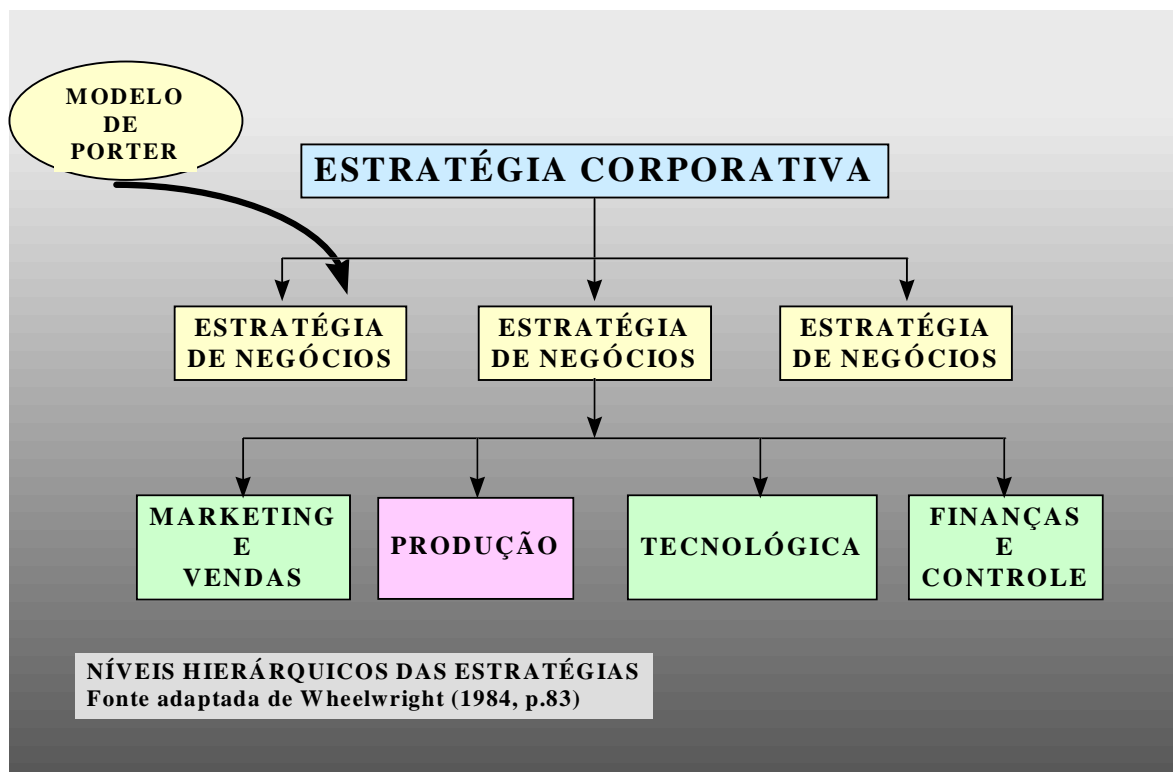 MODELO
DE
PORTER
ESTRATÉGIA CORPORATIVA
ESTRATÉGIA
DE NEGÓCIOS
ESTRATÉGIA
DE NEGÓCIOS
ESTRATÉGIA
DE NEGÓCIOS
MARKETING
E
VENDAS
PRODUÇÃO
TECNOLÓGICA
FINANÇAS
E
CONTROLE
NÍVEIS HIERÁRQUICOS DAS ESTRATÉGIAS
Fonte adaptada de Wheelwright (1984, p.83)